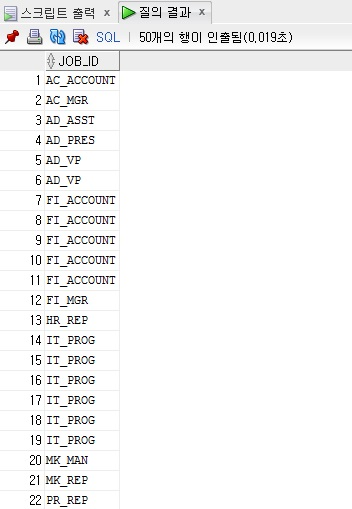 스크립트 출력 x 질의 결과 x
SQL | 50개의 행이 인출됨(0,019초)
JOB_ID
1 AC_ACCOUNT
2 AC_MGR
3 AD_ASST
4 AD_PRES
5 AD_VP
6 AD_VP
7 FI_ACCOUNT
8 FI_ACCOUNT
9 FI_ACCOUNT
10 FI_ACCOUNT
11 FI_ACCOUNT
12 FI_MGR
13 HR_REP
14 IT_PROG
15 IT_PROG
16 IT_PROG
17 IT_PROG
18 IT_PROG
19 IT_PROG
20 MK_MAN
21 MK_REP
22 PR_REP